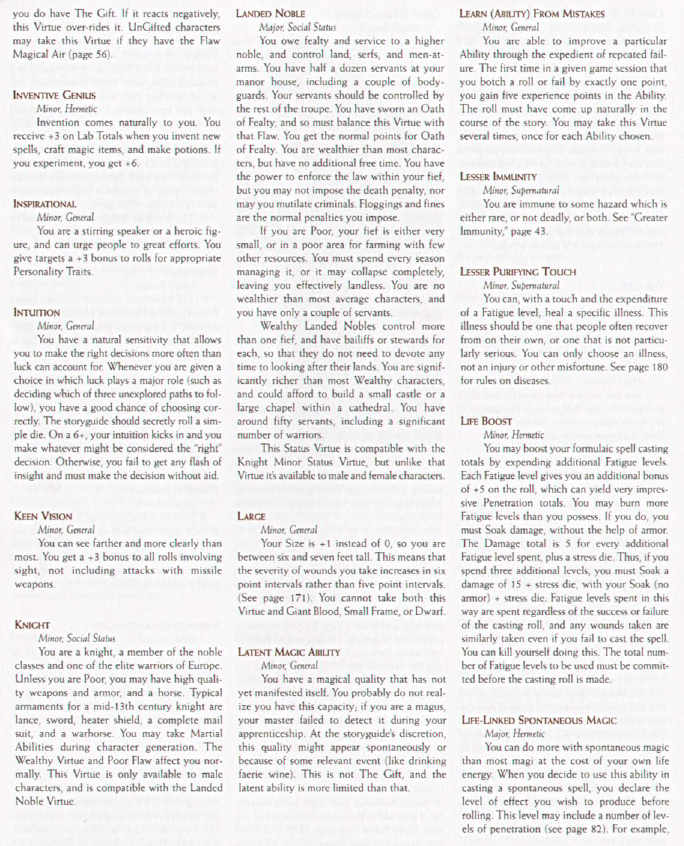 you do have The Gift. If it reacts negatively,
this Virtue over-rides it. UnGifted characters
may take this Virtue if they have the Flaw
Magical Air (page 56).
INVENTIVE GENIUS
Minor, Hermetic
Invention comes naturally to you. You
receive +3 on Lab Totals when you invent new
spells, craft magic items, and make potions. If
you experiment, you get +6.
INSPIRATIONAL
Minor, General
You are a stirring speaker or a heroic fig-
ure, and can urge people to great efforts. You
give targets a +3 bonus to rolls for appropriate
Personality Traits.
INTUITION
Minor, General
You have a natural sensitivity that allows
you to make the right decisions more often than
luck can account for. Whenever you are given a
choice in which luck plays a major role (such as
deciding which of three unexplored paths to fol-
low), you have a good chance of choosing cor-
rectly. The storyguide should secretly roll a sim-
ple die. On a 6+, your intuition kicks in and you
make whatever might be considered the "right"
decision. Otherwise, you fail to get any flash of
insight and must make the decision without aid.
KEEN VISION
Minor, General
You can see farther and more clearly than
most. You get a +3 bonus to all rolls involving
sight, not including attacks with missile
weapons.
KNIGHT
Minor, Social Status
You are a knight, a member of the noble
classes and one of the elite warriors of Europe.
Unless you are Poor, you may have high quali-
ty weapons and armor, and a horse. Typical
armaments for a mid-13th century knight are
lance, sword, heater shield, a complete mail
suit, and a warhorse. You may take Martial
Abilities during character generation. The
Wealthy Virtue and Poor Flaw affect you nor-
mally. This Virtue is only available to male
characters, and is compatible with the Landed
Noble Virtue.
LANDED NOBLE
Major, Social Status
You owe fealty and service to a higher
noble, and control land, serfs, and men-at-
arms. You have half a dozen servants at your
manor house, including a couple of body-
guards. Your servants should be controlled by
the rest of the troupe. You have sworn an Oath
of Fealty, and so must balance this Virtue with
that Flaw. You get the normal points for Oath
of Fealty. You are wealthier than most charac-
ters, but have no additional free time. You have
the power to enforce the law within your fief,
but you may not impose the death penalty, nor
may you mutilate criminals. Floggings and fines
are the normal penalties you impose.
If you are Poor, your fief is either very
small, or in a poor area for farming with few
other resources. You must spend every season
managing it, or it may collapse completely,
leaving you effectively landless. You are no
wealthier than most average characters, and
you have only a couple of servants.
Wealthy Landed Nobles control more
than one fief, and have bailiffs or stewards for
each, so that they do not need to devote any
time to looking after their lands. You are signif-
icantly richer than most Wealthy characters,
and could afford to build a small castle or a
large chapel within a cathedral. You have
around fifty servants, including a significant
number of warriors.
This Status Virtue is compatible with the
Knight Minor Status Virtue, but unlike that
Virtue it's available to male and female characters.
LARGE
Minor, General
Your Size is +1 instead of 0, so you are
between six and seven feet tall. This means that
the severity of wounds you take increases in six
point intervals rather than five point intervals.
(See page 171). You cannot take both this
Virtue and Giant Blood, Small Frame, or Dwarf.
LATENT MAGIC ABILITY
Minor, General
You have a magical quality that has not
yet manifested itself. You probably do not real-
ize you have this capacity; if you are a magus,
your master failed to detect it during your
apprenticeship. At the storyguide's discretion,
this quality might appear spontaneously or
because of some relevant event (like drinking
faerie wine). This is not The Gift, and the
latent ability is more limited than that.
LEARN (ABILITY) FROM MISTAKES
Minor, General
You are able to improve a particular
Ability through the expedient of repeated fail-
ure. The first time in a given game session that
you botch a roll or fail by exactly one point,
you gain five experience points in the Ability.
The roll must have come up naturally in the
course of the story. You may take this Virtue
several times, once for each Ability chosen.
LESSER IMMUNITY
Minor, Supernatural
You are immune to some hazard which is
either rare, or not deadly, or both. See "Greater
Immunity," page 43.
LESSER PURIFYING TOUCH
Minor, Supernatural
You can, with a touch and the expenditure
of a Fatigue level, heal a specific illness. This
illness should be one that people often recover
from on their own, or one that is not particu-
larly serious. You can only choose an illness,
not an injury or other misfortune. See page 180
for rules on diseases.
LIFE BOOST
Minor, Hermetic
You may boost your formulaic spell casting
totals by expending additional Fatigue levels.
Each Fatigue level gives you an additional bonus
of +5 on the roll, which can yield very impres-
sive Penetration totals. You may burn more
Fatigue levels than you possess. If you do, you
must Soak damage, without the help of armor.
The Damage total is 5 for every additional
Fatigue level spent, plus a stress die. Thus, if you
spend three additional levels, you must Soak a
damage of 15 + stress die, with your Soak (no
armor) + stress die. Fatigue levels spent in this
way are spent regardless of the success or failure
of the casting roll, and any wounds taken are
similarly taken even if you fail to cast the spell.
You can kill yourself doing this. The total num-
ber of Fatigue levels to be used must be commit-
ted before the casting roll is made.
LIFE-LINKED SPONTANEOUS MAGIC
Major, Hermetic
You can do more with spontaneous magic
than most magi at the cost of your own life
energy. When you decide to use this ability in
casting a spontaneous spell, you declare the
level of effect you wish to produce before
rolling. This level may include a number of lev-
els of penetration (see page 82). For example,